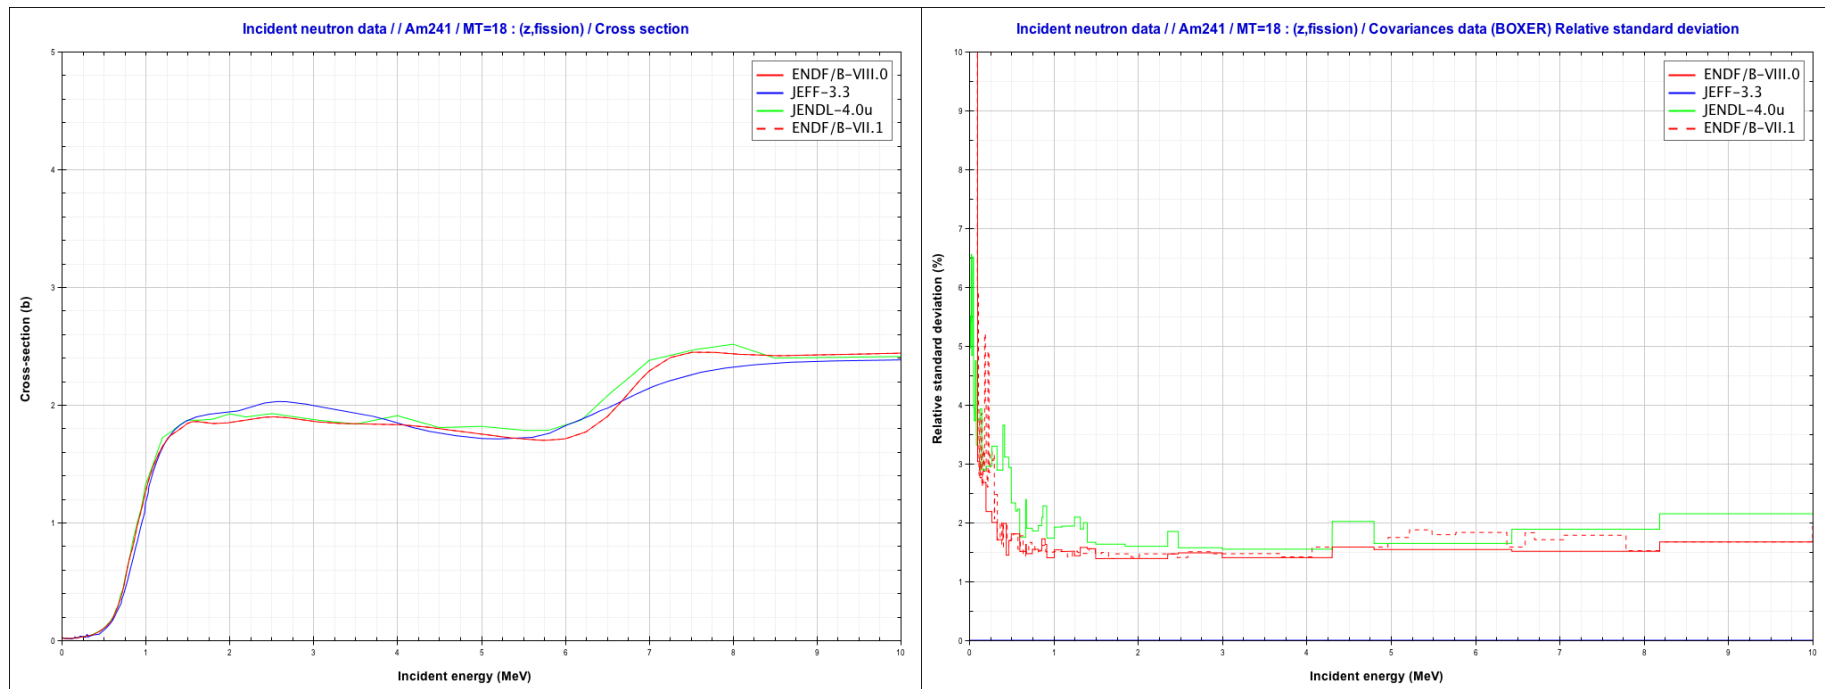 Incident neutron data / / Am241 / MT=18 : (z,fission) / Cross section
5
4
3
2
1
0
Cross-section (b)
ENDF/B-VIII.0
JEFF-3.3
JENDL-4.0u
ENDF/B-VII.1
0 1 2 3 4 5 6 7 8 9 10
Incident energy (MeV)
Incident neutron data / / Am241 / MT=18 : (z,fission) / Covariances data (BOXER) Relative standard deviation
10
9
8
7
6
5
4
3
2
1
0
Relative standard deviation (%)
ENDF/B-VIII.0
JEFF-3.3
JENDL-4.0u
ENDF/B-VII.1
0 1 2 3 4 5 6 7 8 9 10
Incident energy (MeV)